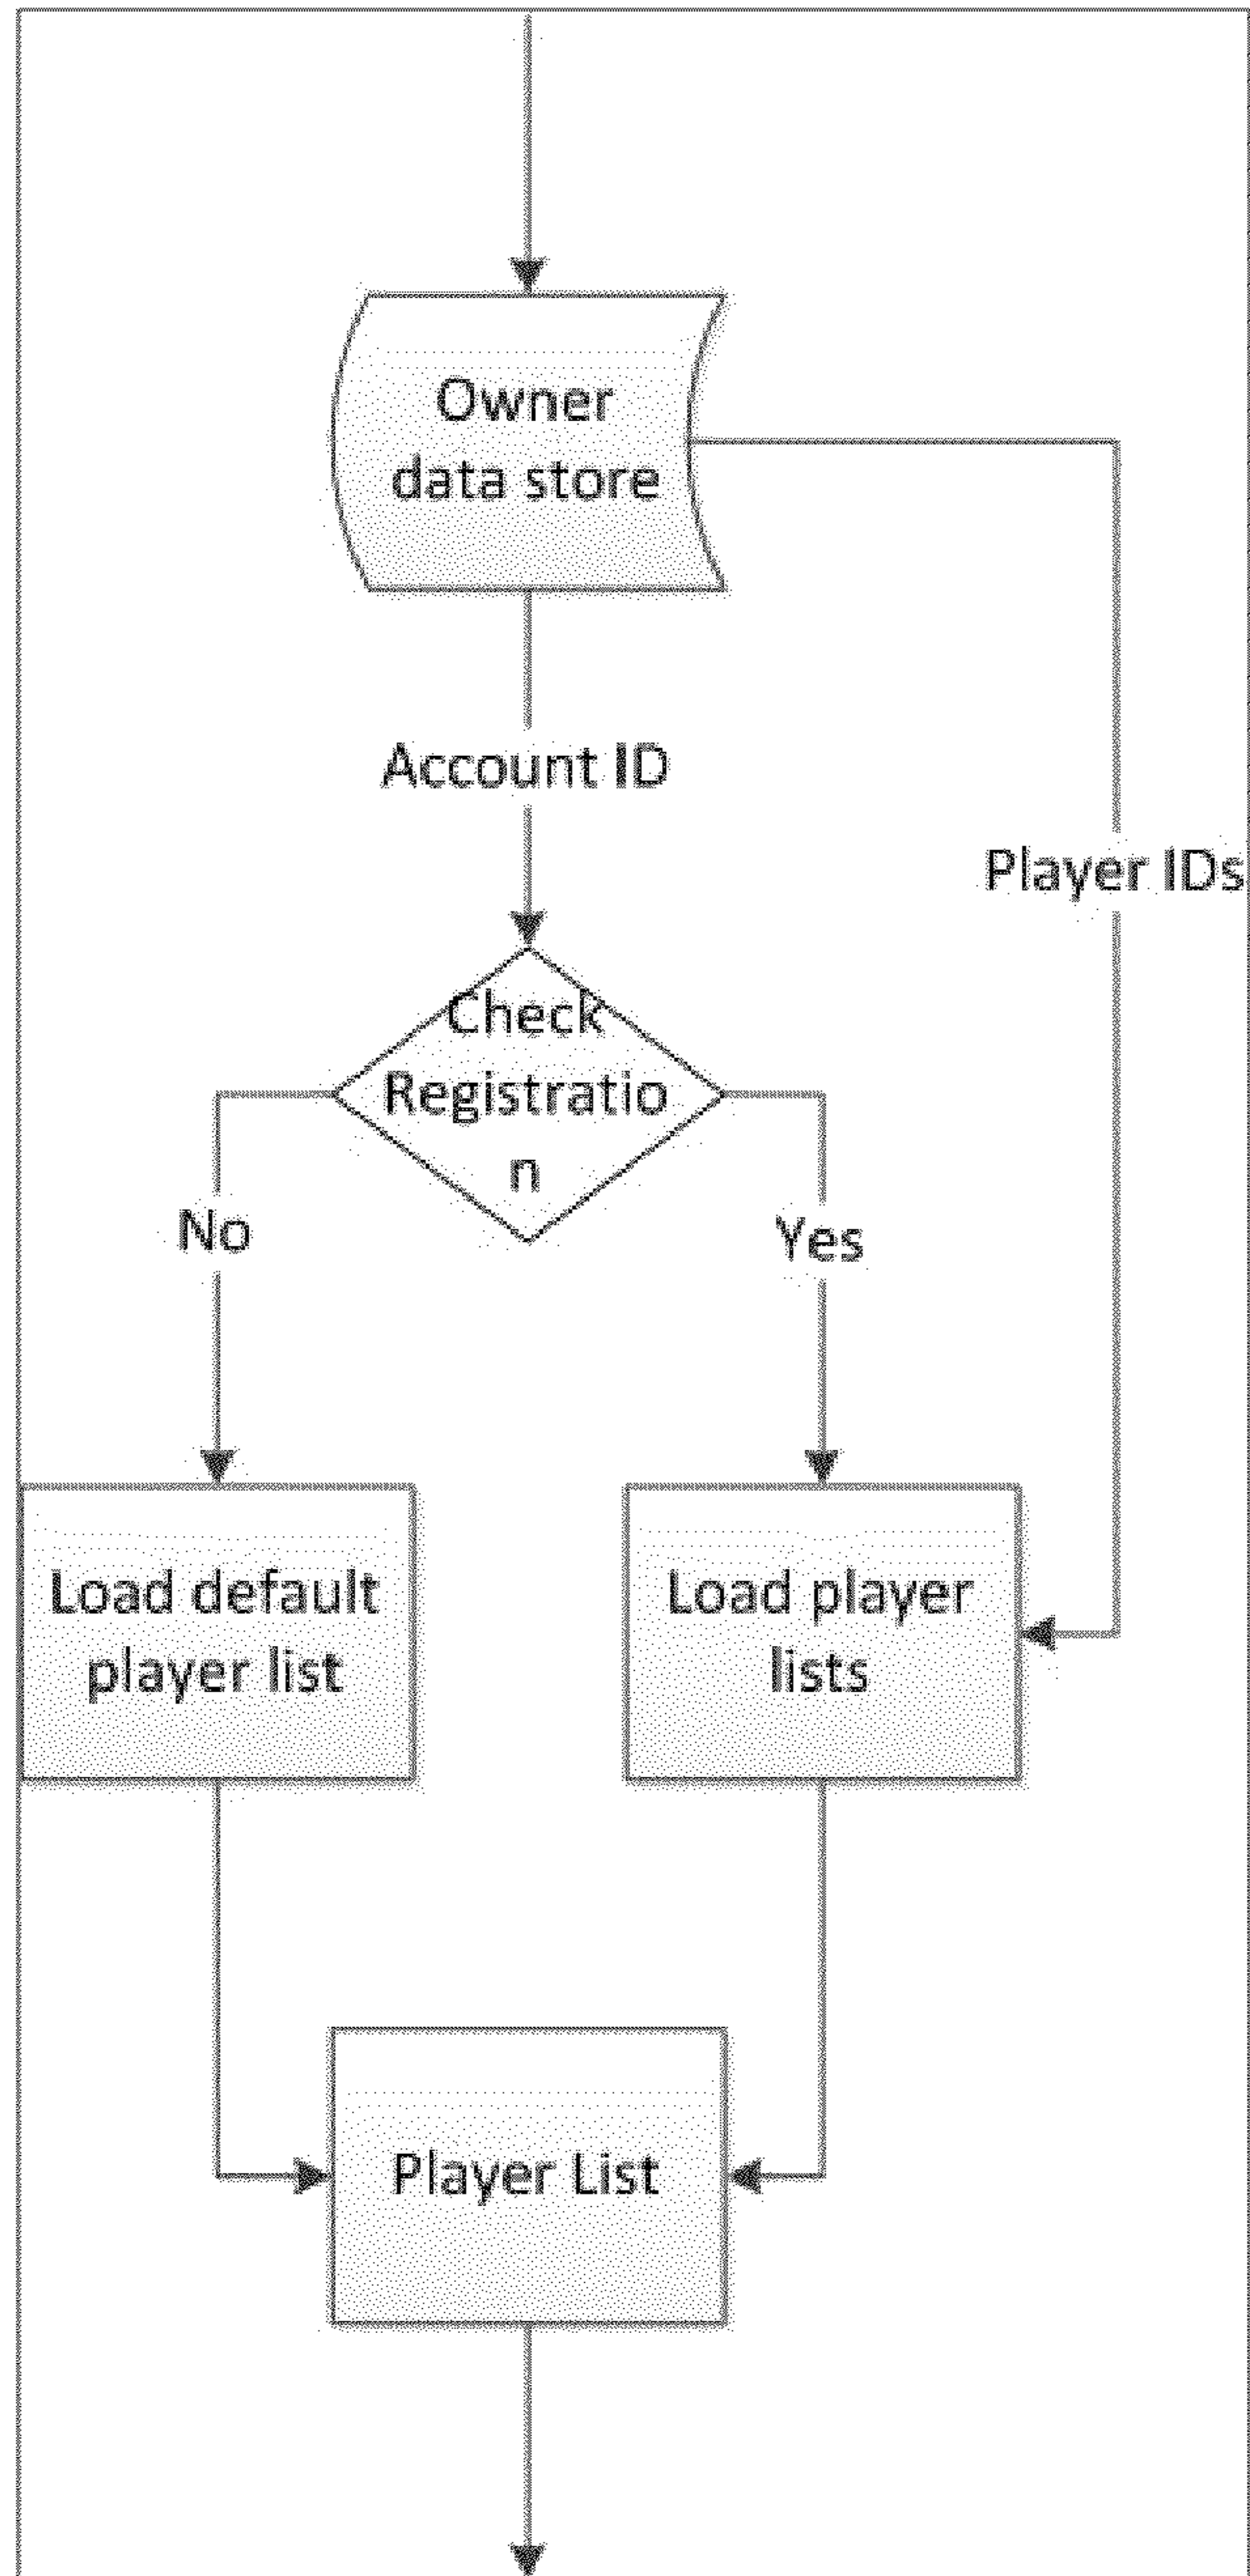 Owner
data store
Account ID
Player IDs
Check
Registratio
n
No
Yes
Load default
player list
Load player
lists
Player List